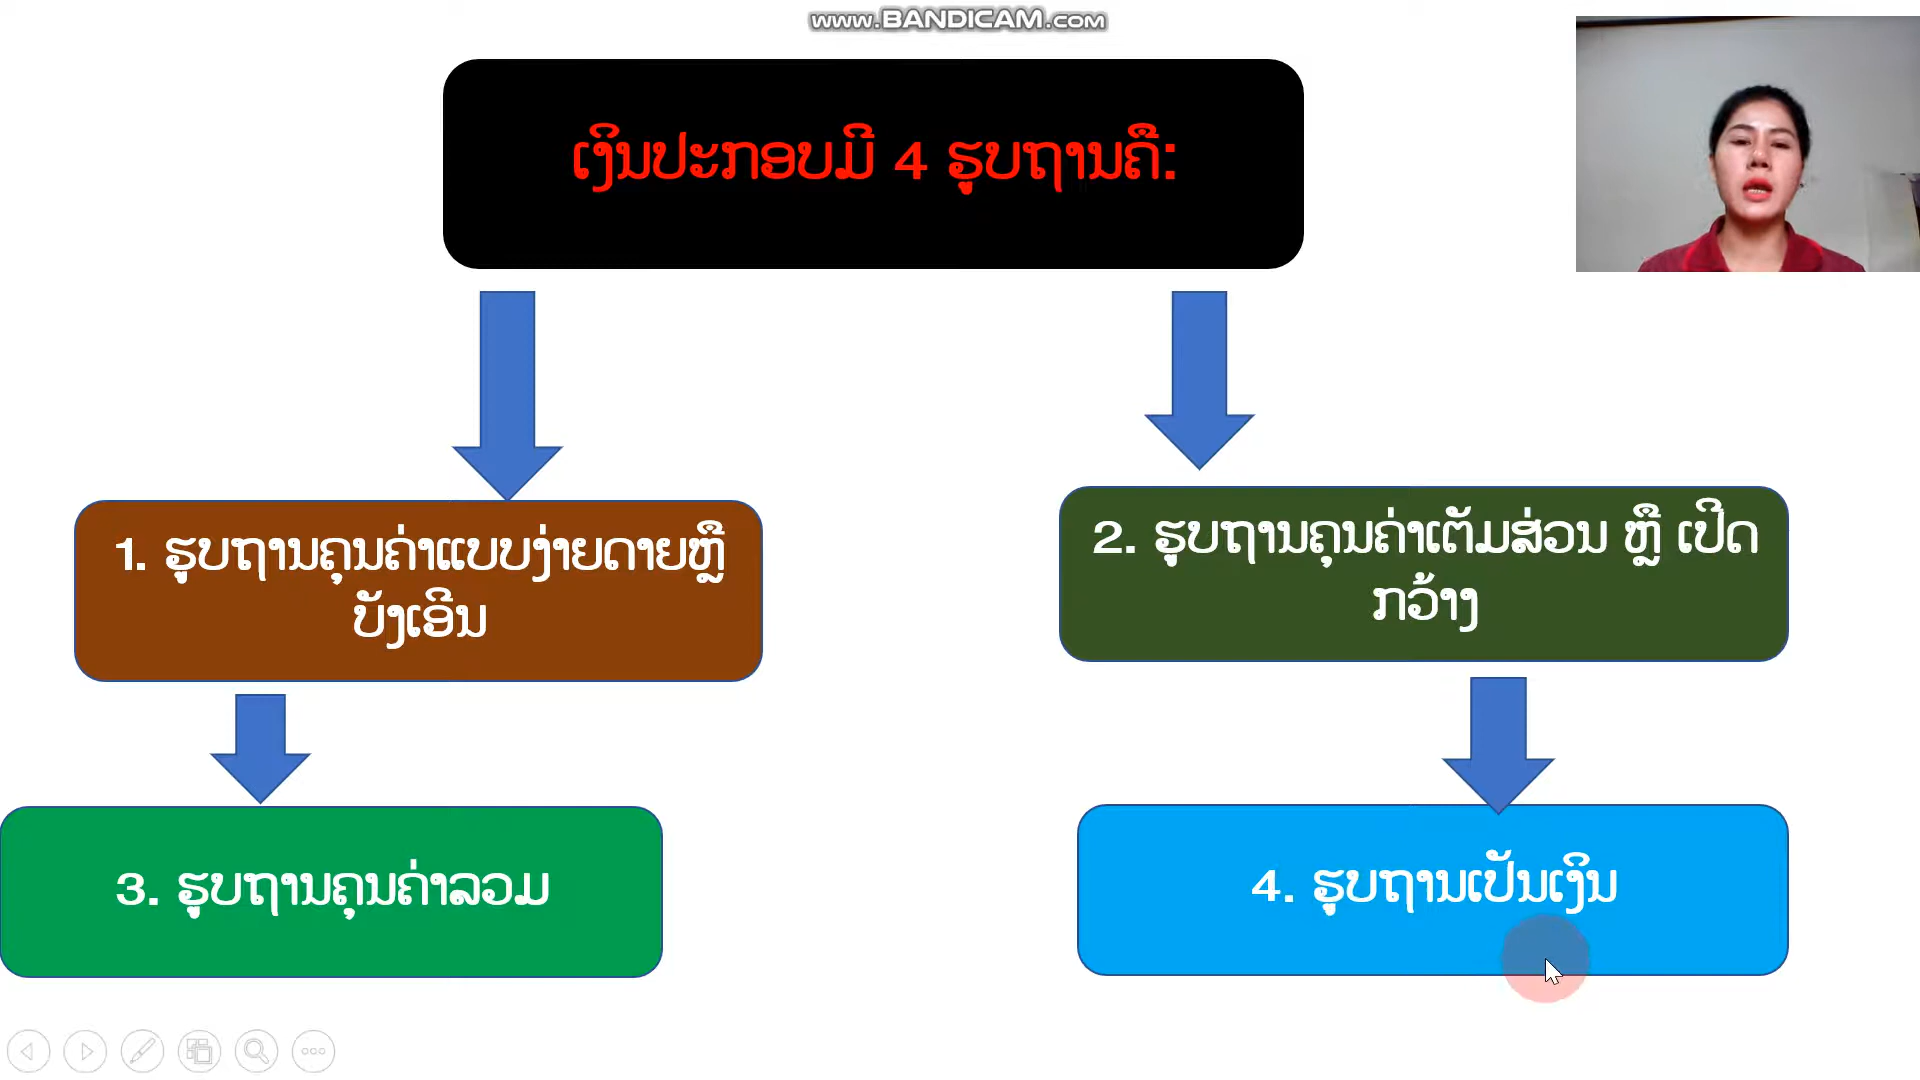 www.BANDICAM.com
ເງິນປະກອບມີ 4 ຮູບຖານຄື:
1. ຮູບຖານຄຸນຄ່າແບບງ່າຍດາຍຫຼື
ບັງເອີນ
2. ຮູບຖານຄຸນຄ່າເຕັມສ່ວນ ຫຼື ເປີດ
ກວ້າງ
3. ຮູບຖານຄຸນຄ່າລວມ
4. ຮູບຖານເປັນເງິນ